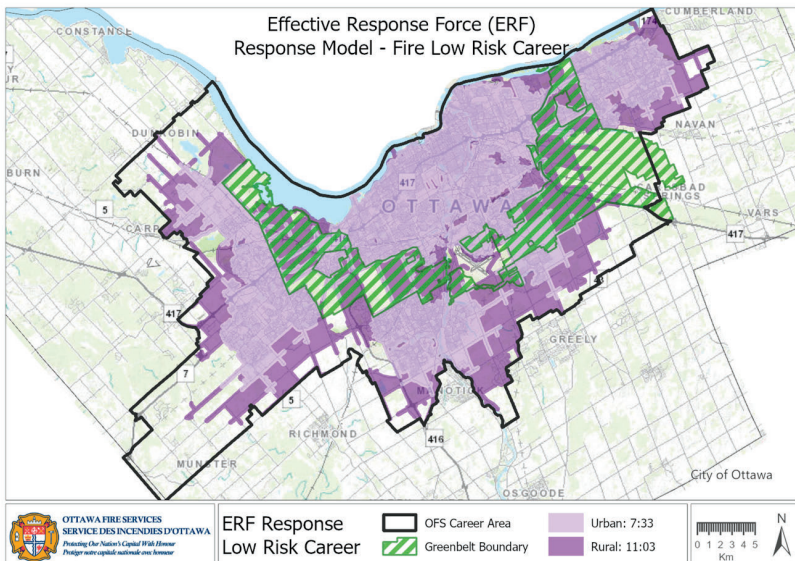 Effective Response Force (ERF)
Response Model - Fire Low Risk Career
CUMBERLAND
174
CONSTANCE
7
DUNROBIN
NAVAN
BURN
417
OTTAWA
5
VARS
CARP
417
417
GREELY
7
MANOTICK
5
RICHMOND
416
MUNSTER
OSGOODE
City of Ottawa
OTTAWA FIRE SERVICES
SERVICE DES INCENDIES D'OTTAWA
Protecting Our Nation's Capital With Honour
Protéger notre capitale nationale avec honneur
ERF Response
Low Risk Career
OFS Career Area
Greenbelt Boundary
Urban: 7:33
Rural: 11:03
0 1 2 3 4 5
Km
N